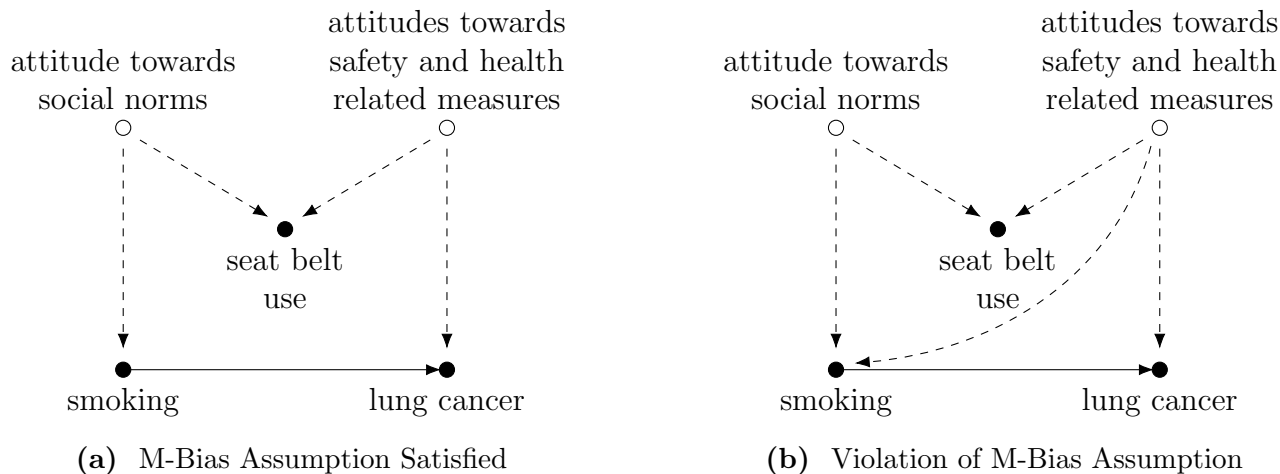 attitude towards
social norms
attitudes towards
safety and health
related measures
seat belt
use
smoking
lung cancer
(a) M-Bias Assumption Satisfied
attitude towards
social norms
attitudes towards
safety and health
related measures
seat belt
use
smoking
lung cancer
(b) Violation of M-Bias Assumption